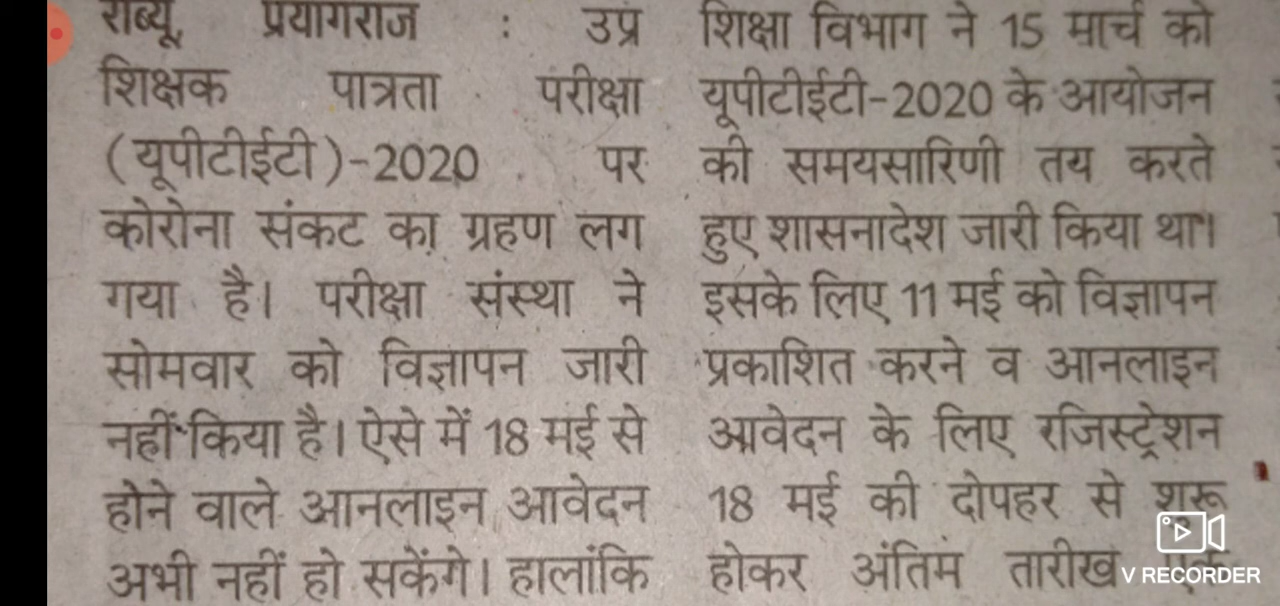 राब्यू, प्रयागराज : उप्र
शिक्षक पात्रता परीक्षा
(यूपीटीईटी)-2020 पर
कोरोना संकट का ग्रहण लग
गया है। परीक्षा संस्था ने
सोमवार को विज्ञापन जारी
नहीं किया है। ऐसे में 18 मई से
होने वाले आनलाइन आवेदन
अभी नहीं हो सकेंगे। हालांकि
शिक्षा विभाग ने 15 मार्च को
यूपीटीईटी-2020 के आयोजन
की समयसारिणी तय करते
हुए शासनादेश जारी किया था।
इसके लिए 11 मई को विज्ञापन
प्रकाशित करने व आनलाइन
आवेदन के लिए रजिस्ट्रेशन
18 मई की दोपहर से शुरू
होकर अंतिम तारीख
V RECORDER